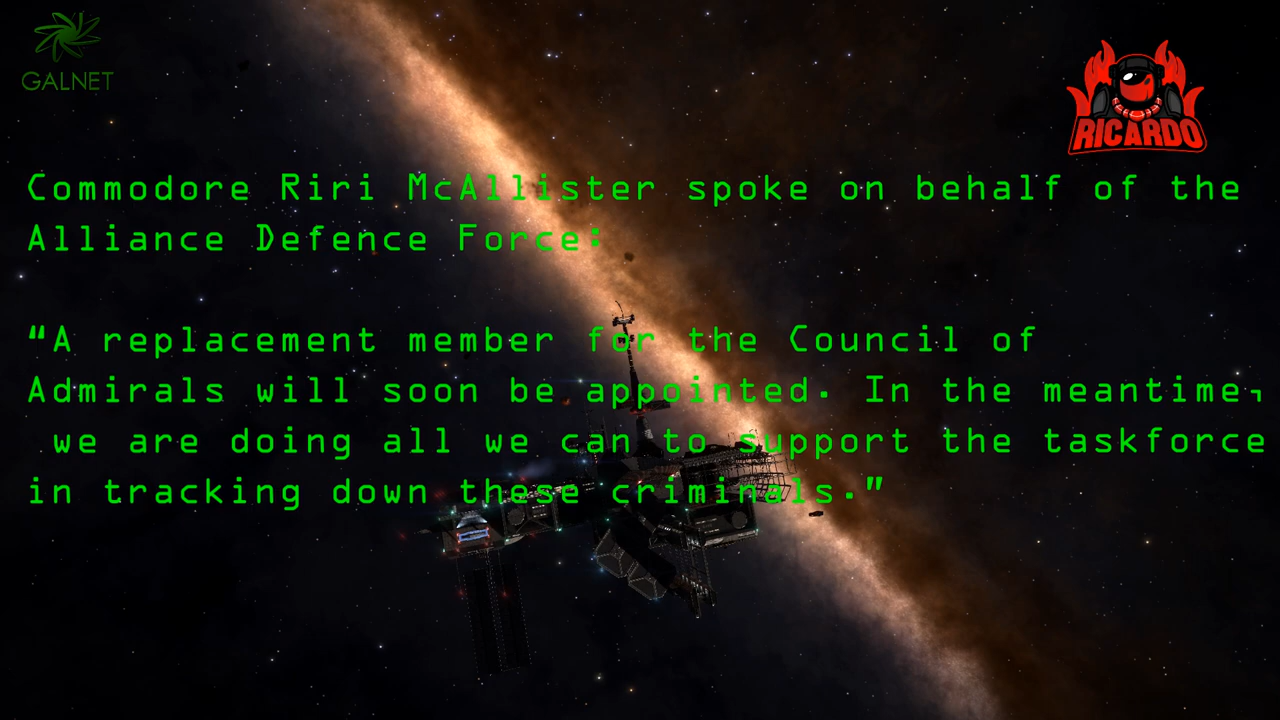 GALNET
RICARDO
Commodore Riri McAllister spoke on behalf of the
Alliance Defence Force:
“A replacement member for the Council of
Admirals will soon be appointed. In the meantime,
we are doing all we can to support the taskforce
in tracking down these criminals.”